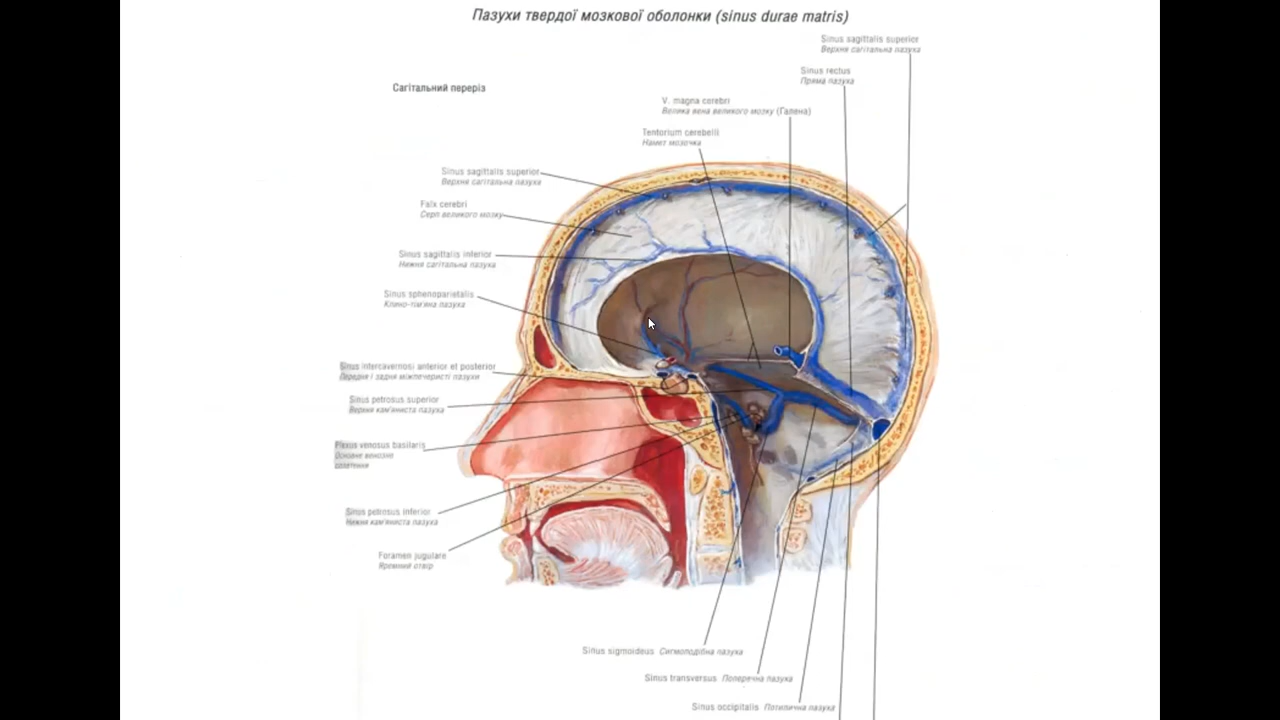 Пазухи твердої мозкової оболонки (sinus durae matris)
Sinus sagittalis superior
Верхнє сагітальна пазуха
Sinus rectus
Пряма пазуха
Сагітальний переріз
V. magna cerebri
Велика вена великого мозку (Галена)
Tentorium cerebelli
Намет мозочка
Sinus sagittalis superior
Верхнє сагітальна пазуха
Falx cerebri
Серп великого мозку
Sinus sagittalis inferior
Нижня сагітальна пазуха
Sinus sphenoparietalis
Клино-тім'яна пазуха
Sinus intercavernosi anterior et posterior
Передня і задня міжпечеристі пазухи
Sinus petrosus superior
Верхня кам'яниста пазуха
Plexus venosus basilaris
Основне венозне
сплетення
Sinus petrosus inferior
Нижня кам'яниста пазуха
Foramen jugulare
Яремний отвір
Sinus sigmoideus Сигмоподібна пазуха
Sinus transversus Поперечна пазуха
Sinus occipitalis Потилична пазуха